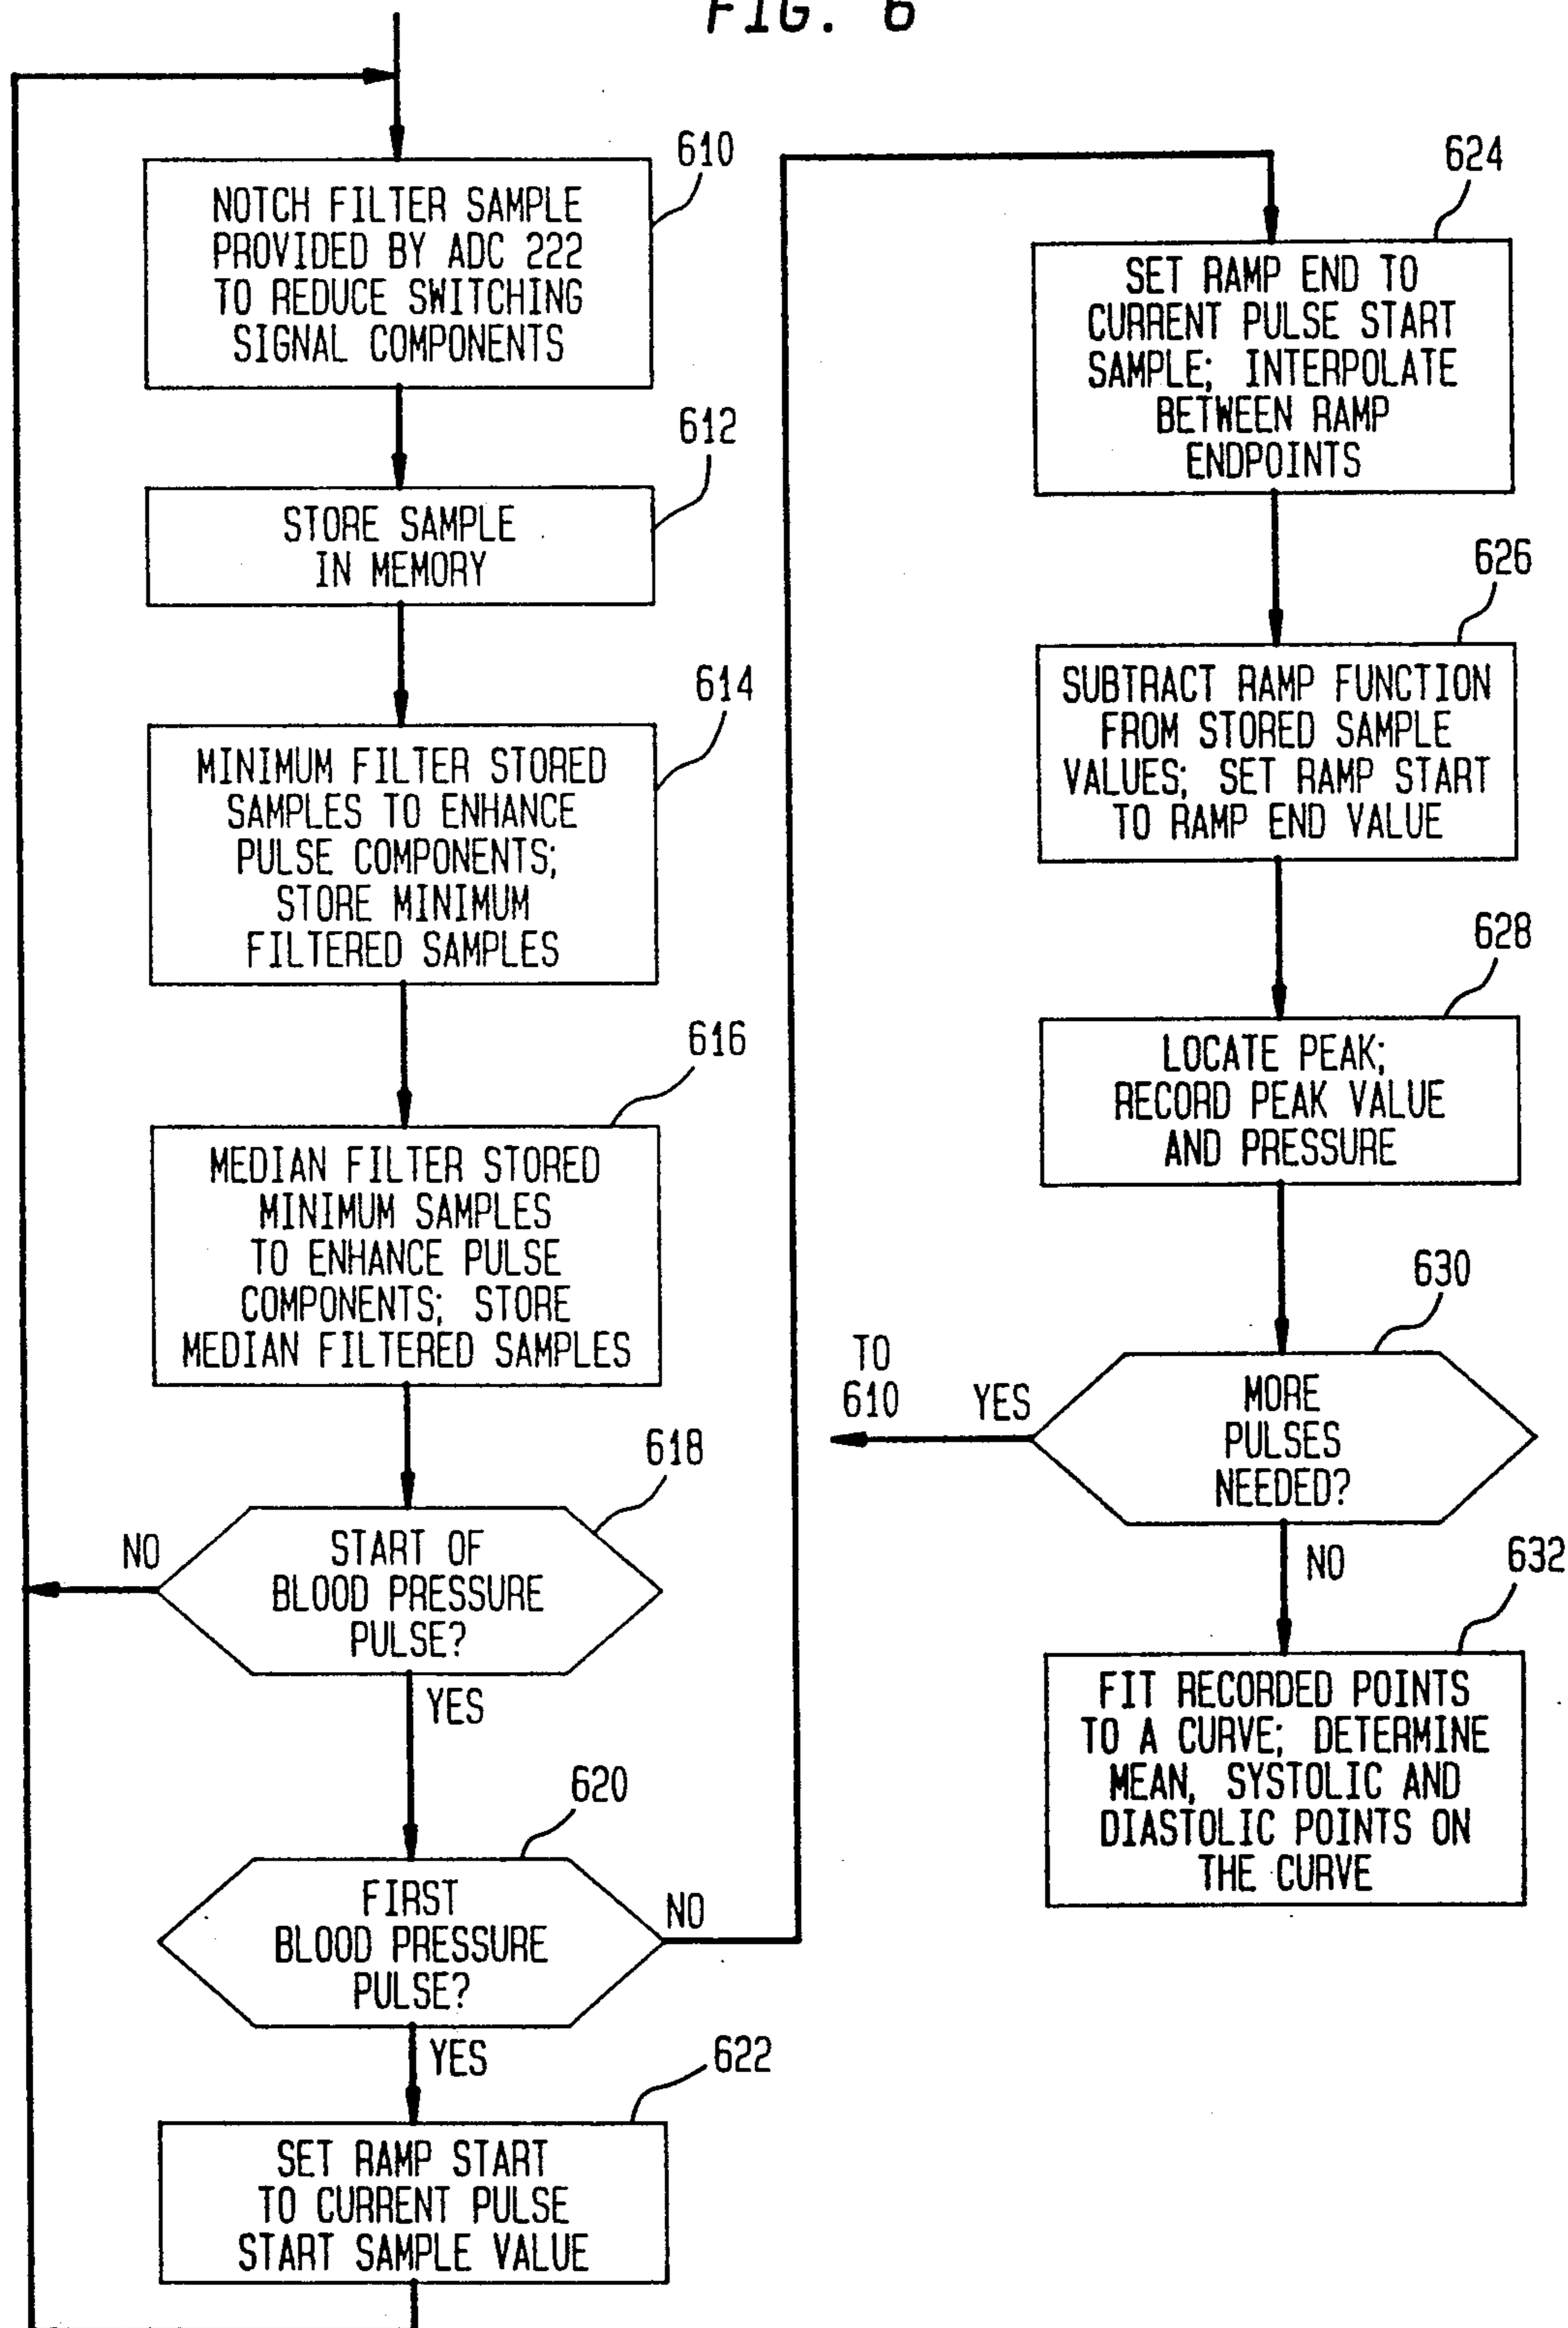 FIG. 6
610
NOTCH FILTER SAMPLE
PROVIDED BY ADC 222
TO REDUCE SWITCHING
SIGNAL COMPONENTS
612
STORE SAMPLE
IN MEMORY
614
MINIMUM FILTER STORED
SAMPLES TO ENHANCE
PULSE COMPONENTS;
STORE MINIMUM
FILTERED SAMPLES
616
MEDIAN FILTER STORED
MINIMUM SAMPLES
TO ENHANCE PULSE
COMPONENTS; STORE
MEDIAN FILTERED SAMPLES
618
NO
START OF
BLOOD PRESSURE
PULSE?
YES
620
FIRST
BLOOD PRESSURE
PULSE?
NO
YES
622
SET RAMP START
TO CURRENT PULSE
START SAMPLE VALUE
624
SET RAMP END TO
CURRENT PULSE START
SAMPLE; INTERPOLATE
BETWEEN RAMP
ENDPOINTS
626
SUBTRACT RAMP FUNCTION
FROM STORED SAMPLE
VALUES; SET RAMP START
TO RAMP END VALUE
628
LOCATE PEAK;
RECORD PEAK VALUE
AND PRESSURE
630
TO
610
YES
MORE
PULSES
NEEDED?
NO
632
FIT RECORDED POINTS
TO A CURVE; DETERMINE
MEAN, SYSTOLIC AND
DIASTOLIC POINTS ON
THE CURVE